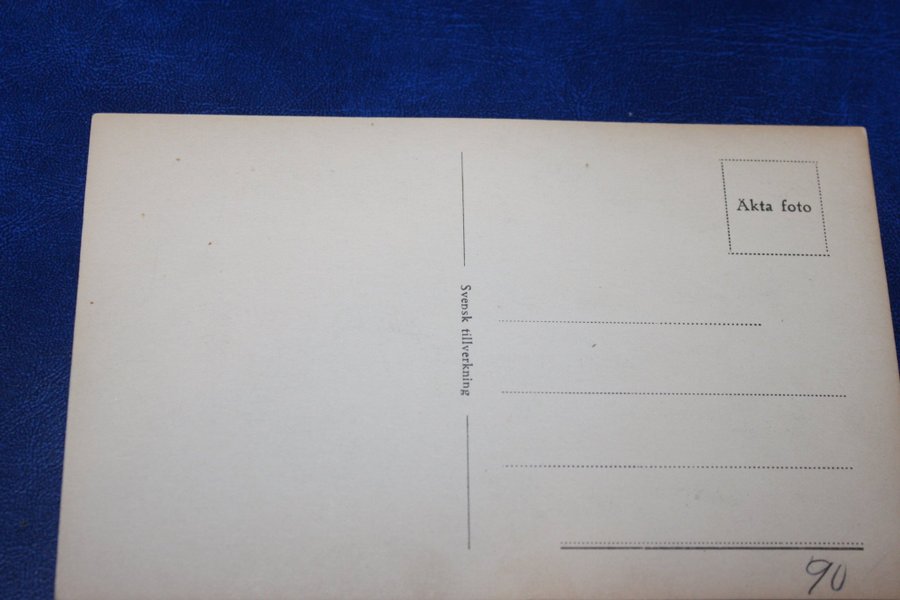 Äkta foto
Svensk tillverkning
90